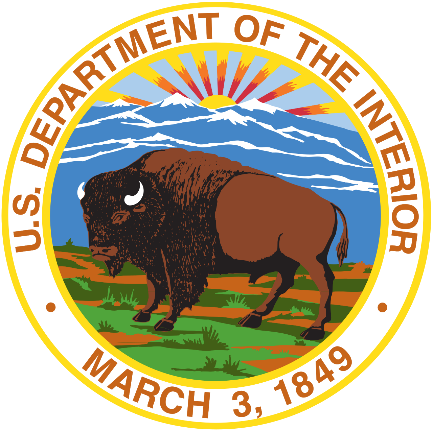 U.S. DEPARTMENT OF THE INTERIOR
MARCH 3, 1849